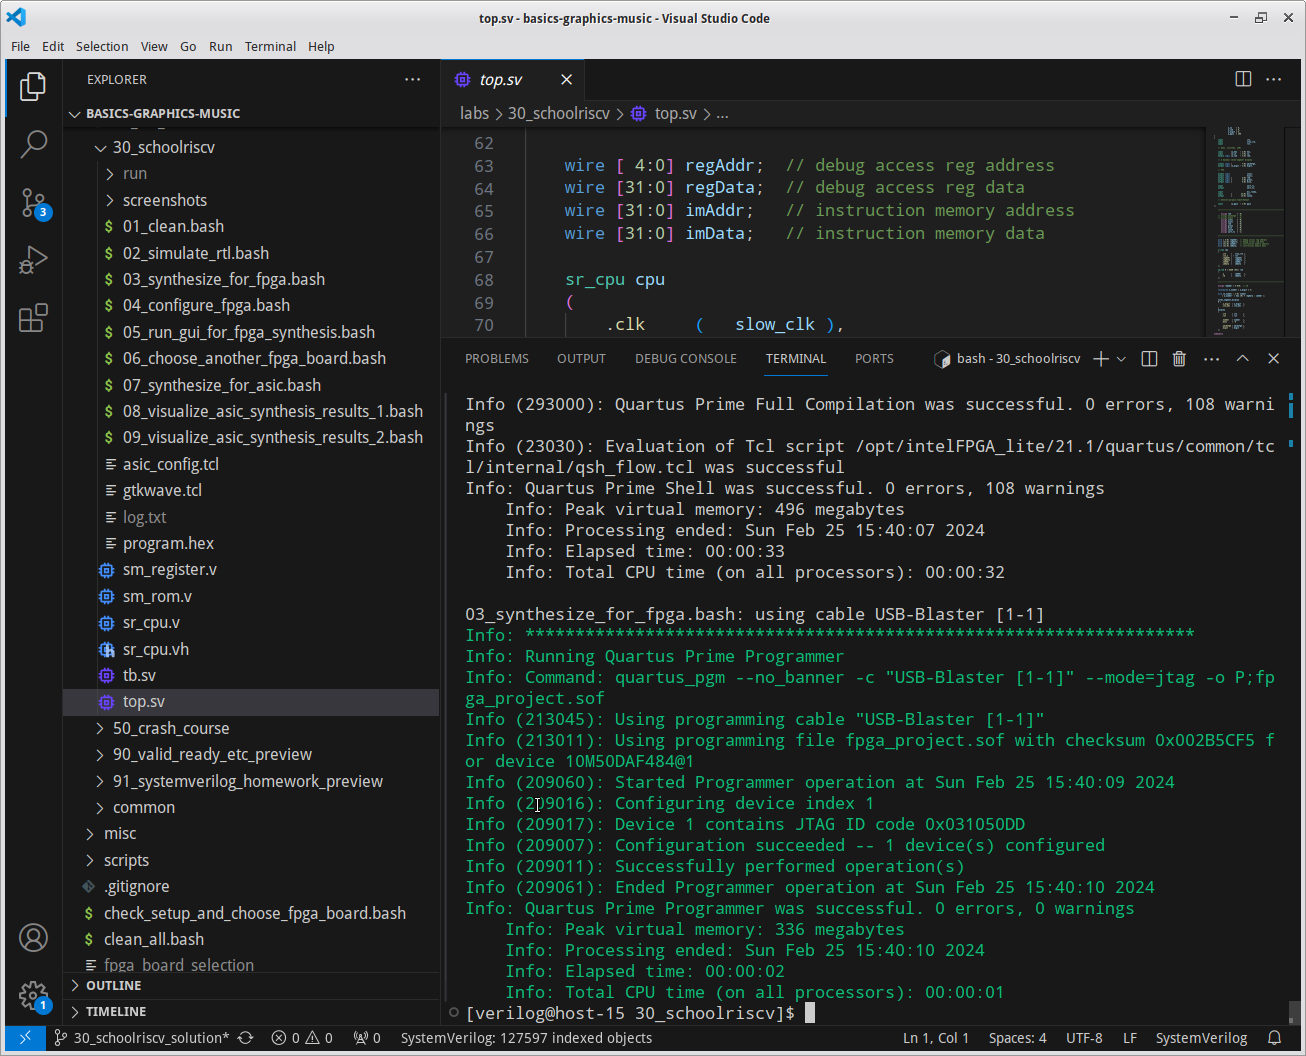 top.sv - basics-graphics-music - Visual Studio Code
File Edit Selection View Go Run Terminal Help
EXPLORER
BASICS-GRAPHICS-MUSIC
30_schoolriscv
run
screenshots
01_clean.bash
02_simulate_rtl.bash
03_synthesize_for_fpga.bash
04_configure_fpga.bash
05_run_gui_for_fpga_synthesis.bash
06_choose_another_fpga_board.bash
07_synthesize_for_asic.bash
08_visualize_asic_synthesis_results_1.bash
09_visualize_asic_synthesis_results_2.bash
asic_config.tcl
gtkwave.tcl
log.txt
program.hex
sm_register.v
sm_rom.v
sr_cpu.v
sr_cpu.vh
tb.sv
top.sv
50_crash_course
90_valid_ready_etc_preview
91_systemverilog_homework_preview
common
misc
scripts
.gitignore
check_setup_and_choose_fpga_board.bash
clean_all.bash
fpga_board_selection
OUTLINE
TIMELINE
3
1
top.sv
labs > 30_schoolriscv > top.sv > ...
62
63 wire [ 4:0] regAddr; // debug access reg address
64 wire [31:0] regData; // debug access reg data
65 wire [31:0] imAddr; // instruction memory address
66 wire [31:0] imData; // instruction memory data
67
68 sr_cpu cpu
69 (
70 .clk ( slow_clk ),
PROBLEMS OUTPUT DEBUG CONSOLE TERMINAL PORTS bash - 30_schoolriscv
Info (293000): Quartus Prime Full Compilation was successful. 0 errors, 108 warni
ngs
Info (23030): Evaluation of Tcl script /opt/intelFPGA_lite/21.1/quartus/common/tc
l/internal/qsh_flow.tcl was successful
Info: Quartus Prime Shell was successful. 0 errors, 108 warnings
Info: Peak virtual memory: 496 megabytes
Info: Processing ended: Sun Feb 25 15:40:07 2024
Info: Elapsed time: 00:00:33
Info: Total CPU time (on all processors): 00:00:32
03_synthesize_for_fpga.bash: using cable USB-Blaster [1-1]
Info: *******************************************************************
Info: Running Quartus Prime Programmer
Info: Command: quartus_pgm --no_banner -c "USB-Blaster [1-1]" --mode=jtag -o P;fp
ga_project.sof
Info (213045): Using programming cable "USB-Blaster [1-1]"
Info (213011): Using programming file fpga_project.sof with checksum 0x002B5CF5 f
or device 10M50DAF484@1
Info (209060): Started Programmer operation at Sun Feb 25 15:40:09 2024
Info (209016): Configuring device index 1
Info (209017): Device 1 contains JTAG ID code 0x031050DD
Info (209007): Configuration succeeded -- 1 device(s) configured
Info (209011): Successfully performed operation(s)
Info (209061): Ended Programmer operation at Sun Feb 25 15:40:10 2024
Info: Quartus Prime Programmer was successful. 0 errors, 0 warnings
Info: Peak virtual memory: 336 megabytes
Info: Processing ended: Sun Feb 25 15:40:10 2024
Info: Elapsed time: 00:00:02
Info: Total CPU time (on all processors): 00:00:01
[verilog@host-15 30_schoolriscv]$
30_schoolriscv_solution* 0 0 0 SystemVerilog: 127597 indexed objects Ln 1, Col 1 Spaces: 4 UTF-8 LF SystemVerilog